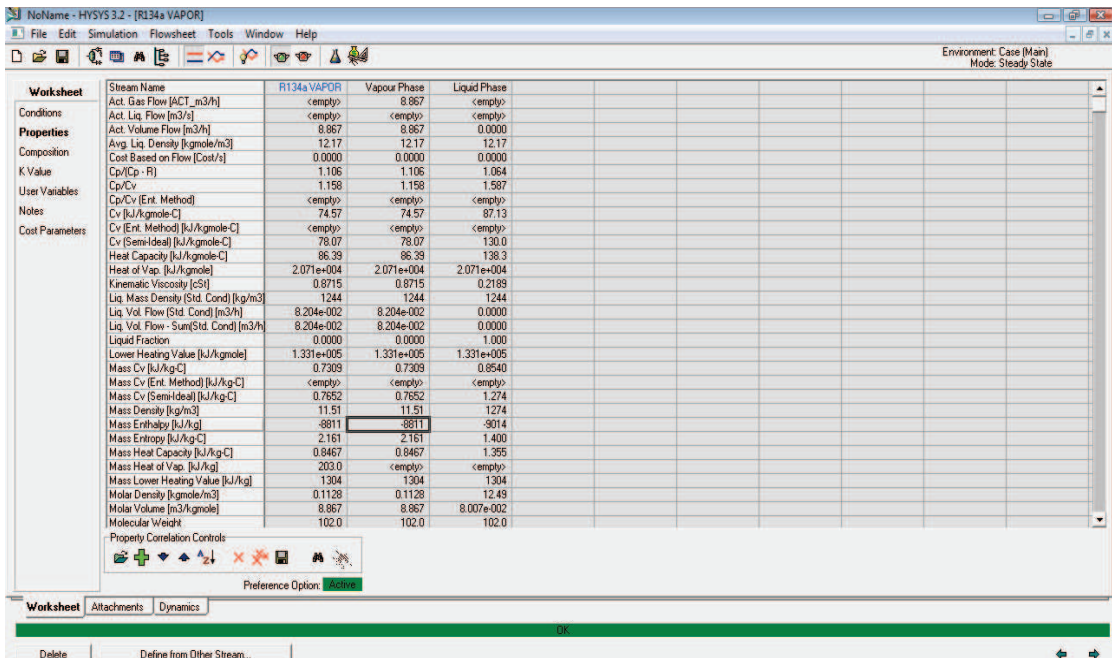 NoName - HYSYS 3.2 - [R134a VAPOR]
File Edit Simulation Flowsheet Tools Window Help
Environment: Case (Main)
Mode: Steady State
Worksheet
Conditions
Properties
Composition
K Value
User Variables
Notes
Cost Parameters
Stream Name R134a VAPOR Vapour Phase Liquid Phase
Act. Gas Flow [ACT_m3/h] <empty> 8.867 <empty>
Act. Liq. Flow [m3/s] <empty> <empty> <empty>
Act. Volume Flow [m3/h] 8.867 8.867 0.0000
Avg. Liq. Density [kgmole/m3] 12.17 12.17 12.17
Cost Based on Flow [Cost/s] 0.0000 0.0000 0.0000
Cp/(Cp - R) 1.106 1.106 1.064
Cp/Cv 1.158 1.158 1.587
Cp/Cv (Ent. Method) <empty> <empty> <empty>
Cv [kJ/kgmole-C] 74.57 74.57 87.13
Cv (Ent. Method) [kJ/kgmole-C] <empty> <empty> <empty>
Cv (Semi-Ideal) [kJ/kgmole-C] 78.07 78.07 130.0
Heat Capacity [kJ/kgmole-C] 86.39 86.39 138.3
Heat of Vap. [kJ/kgmole] 2.071e+004 2.071e+004 2.071e+004
Kinematic Viscosity [cSt] 0.8715 0.8715 0.2189
Liq. Mass Density (Std. Cond) [kg/m3] 1244 1244 1244
Liq. Vol. Flow (Std. Cond) [m3/h] 8.204e-002 8.204e-002 0.0000
Liq. Vol. Flow - Sum(Std. Cond) [m3/h] 8.204e-002 8.204e-002 0.0000
Liquid Fraction 0.0000 0.0000 1.000
Lower Heating Value [kJ/kgmole] 1.331e+005 1.331e+005 1.331e+005
Mass Cv [kJ/kg-C] 0.7309 0.7309 0.8540
Mass Cv (Ent. Method) [kJ/kg-C] <empty> <empty> <empty>
Mass Cv (Semi-Ideal) [kJ/kg-C] 0.7652 0.7652 1.274
Mass Density [kg/m3] 11.51 11.51 1274
Mass Enthalpy [kJ/kg] -8811 -8811 -9014
Mass Entropy [kJ/kg-C] 2.161 2.161 1.400
Mass Heat Capacity [kJ/kg-C] 0.8467 0.8467 1.355
Mass Heat of Vap. [kJ/kg] 203.0 <empty> <empty>
Mass Lower Heating Value [kJ/kg] 1304 1304 1304
Molar Density [kgmole/m3] 0.1128 0.1128 12.49
Molar Volume [m3/kgmole] 8.867 8.867 8.007e-002
Molecular Weight 102.0 102.0 102.0
Property Correlation Controls
Preference Option: Active
Worksheet Attachments Dynamics
OK
Delete Define from Other Stream...